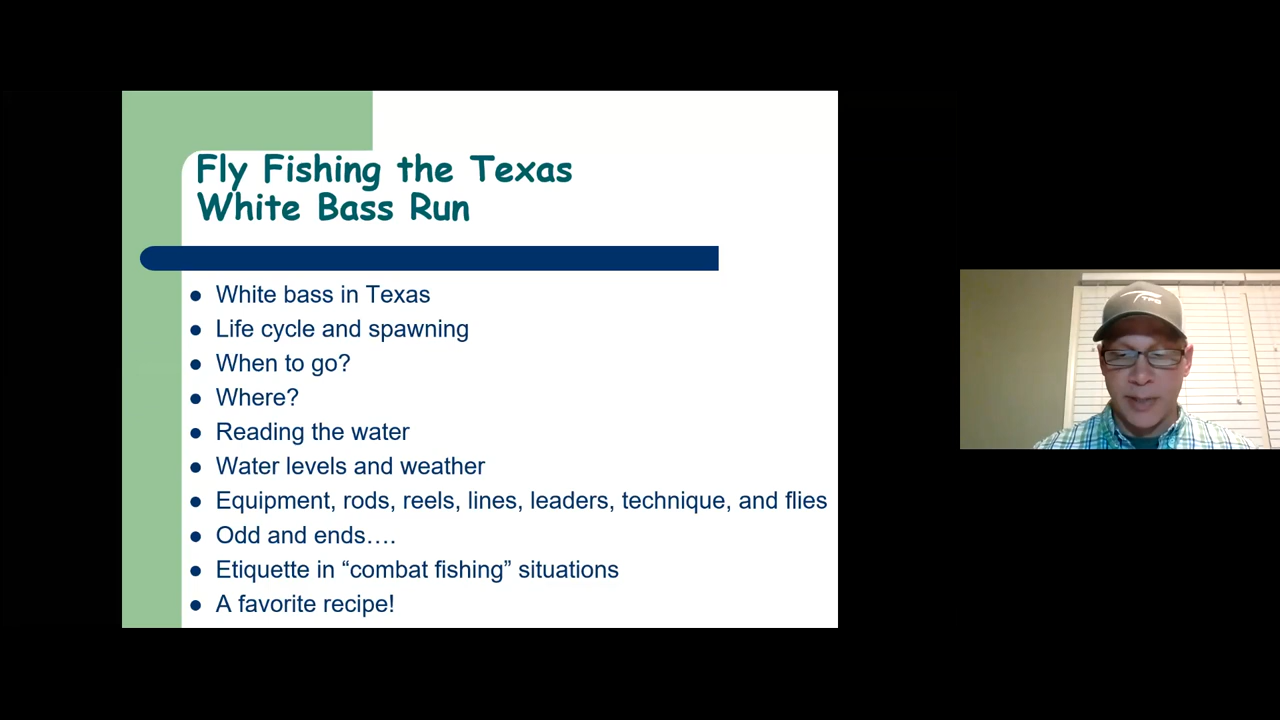 Fly Fishing the Texas
White Bass Run
White bass in Texas
Life cycle and spawning
When to go?
Where?
Reading the water
Water levels and weather
Equipment, rods, reels, lines, leaders, technique, and flies
Odd and ends….
Etiquette in “combat fishing” situations
A favorite recipe!